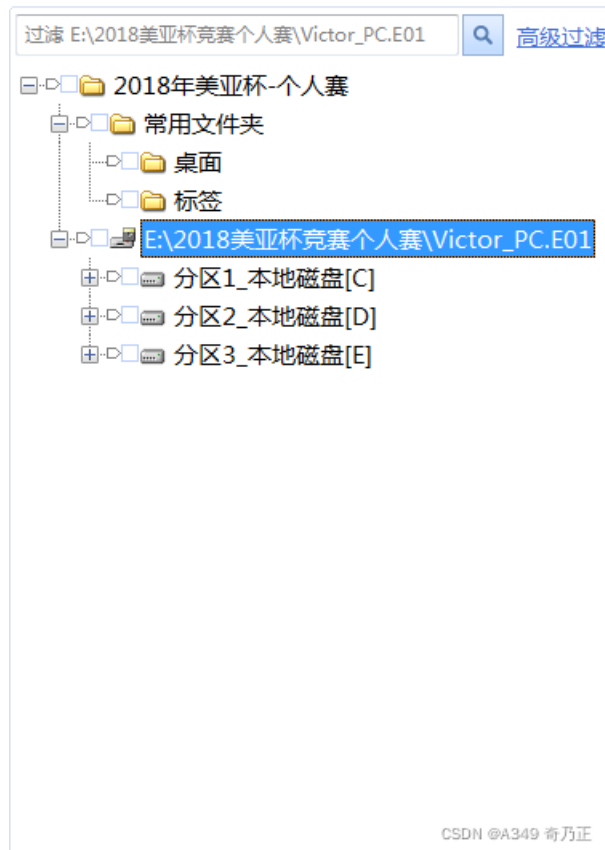 过滤 E:\2018美亚杯竞赛个人赛\Victor_PC.E01 高级过滤
2018年美亚杯-个人赛
常用文件夹
桌面
标签
E:\2018美亚杯竞赛个人赛\Victor_PC.E01
分区1_本地磁盘[C]
分区2_本地磁盘[D]
分区3_本地磁盘[E]
CSDN @A349 奇乃正